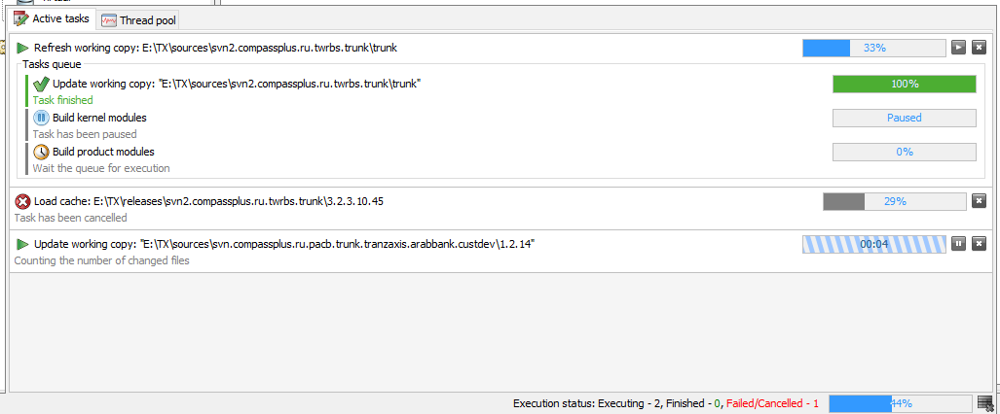 Active tasks
Thread pool
Refresh working copy: E:\TX\sources\svn2.compassplus.ru.twrbs.trunk\trunk 33%
Tasks queue
Update working copy: "E:\TX\sources\svn2.compassplus.ru.twrbs.trunk\trunk" 100%
Task finished
Build kernel modules Paused
Task has been paused
Build product modules 0%
Wait the queue for execution
Load cache: E:\TX\releases\svn2.compassplus.ru.twrbs.trunk\3.2.3.10.45 29%
Task has been cancelled
Update working copy: "E:\TX\sources\svn.compassplus.ru.pacb.trunk.tranzaxis.arabbank.custdev\1.2.14" 00:04
Counting the number of changed files
Execution status: Executing - 2, Finished - 0, Failed/Cancelled - 1 44%